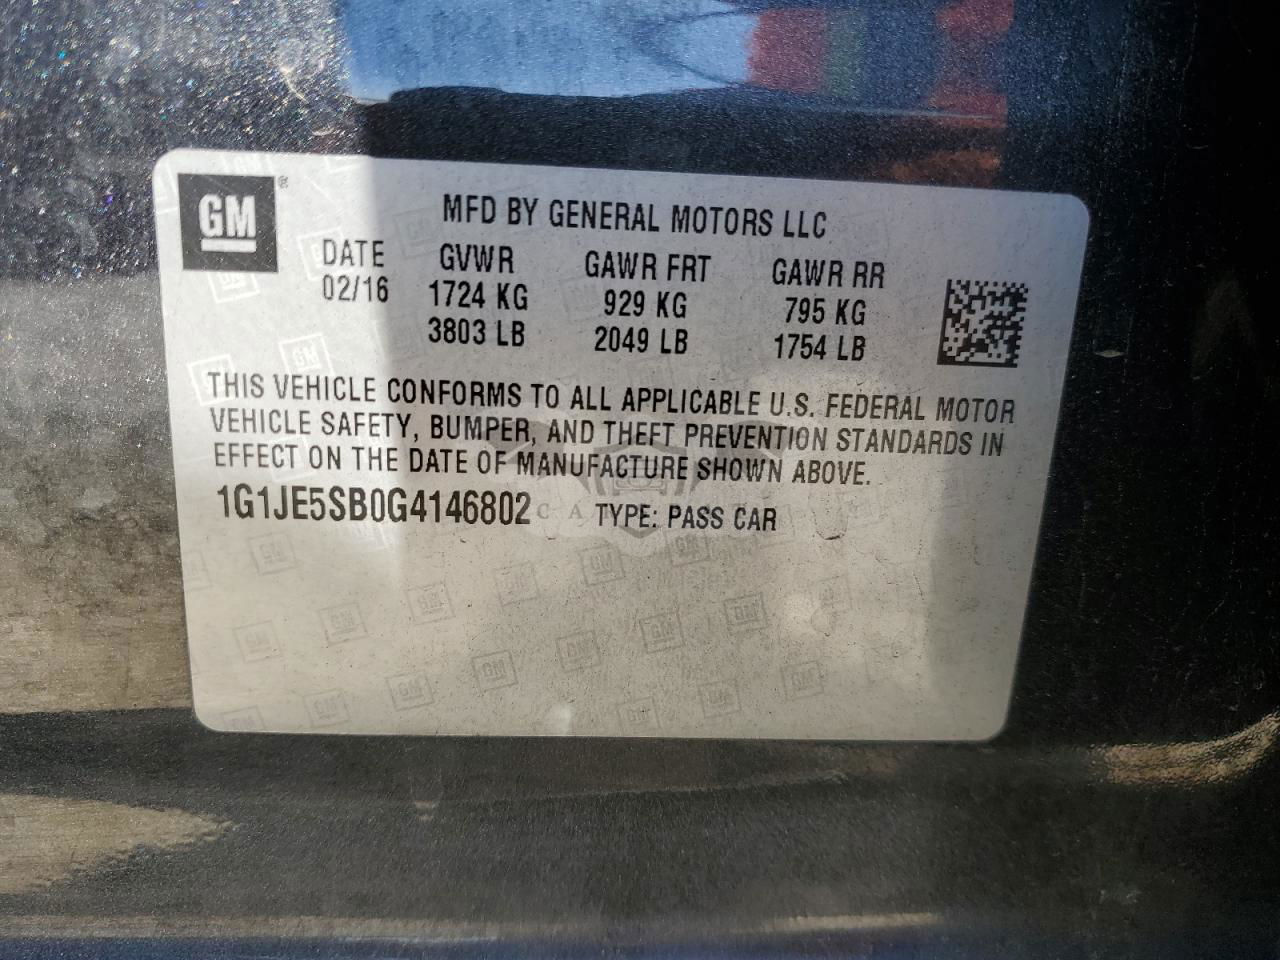 GM ®
MFD BY GENERAL MOTORS LLC
DATE GVWR GAWR FRT GAWR RR
02/16 1724 KG 929 KG 795 KG
3803 LB 2049 LB 1754 LB
THIS VEHICLE CONFORMS TO ALL APPLICABLE U.S. FEDERAL MOTOR
VEHICLE SAFETY, BUMPER, AND THEFT PREVENTION STANDARDS IN
EFFECT ON THE DATE OF MANUFACTURE SHOWN ABOVE.
1G1JE5SB0G4146802 TYPE: PASS CAR